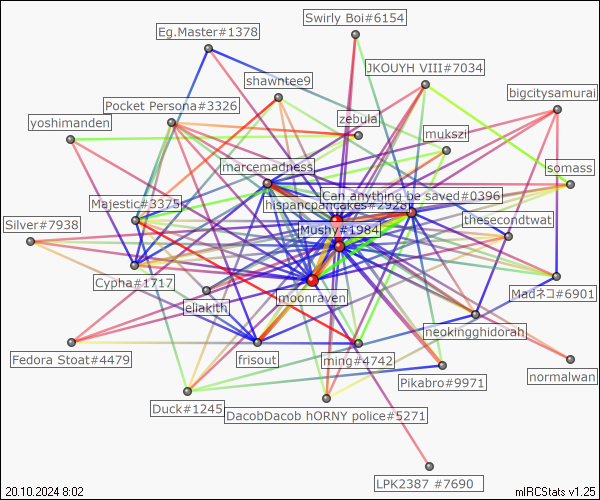 Swirly Boi#6154
Eg.Master#1378
JKOUYH VIII#7034
shawntee9
bigcitysamurai
Pocket Persona#3326
zebula
yoshimanden
mukszi
marcemadness
somass
Can anything be saved#0396
Majestic#3375
hispancpantakes#2928
thesecondtwat
Silver#7938
Mushy#1984
Cypha#1717
Madネコ#6901
moonraven
eliakith
neokingghidorah
Fedora Stoat#4479
frisout
ming#4742
normalwan
Pikabro#9971
Duck#1245
DacobDacob hORNY police#5271
LPK2387 #7690
20.10.2024 8:02
mIRCStats v1.25